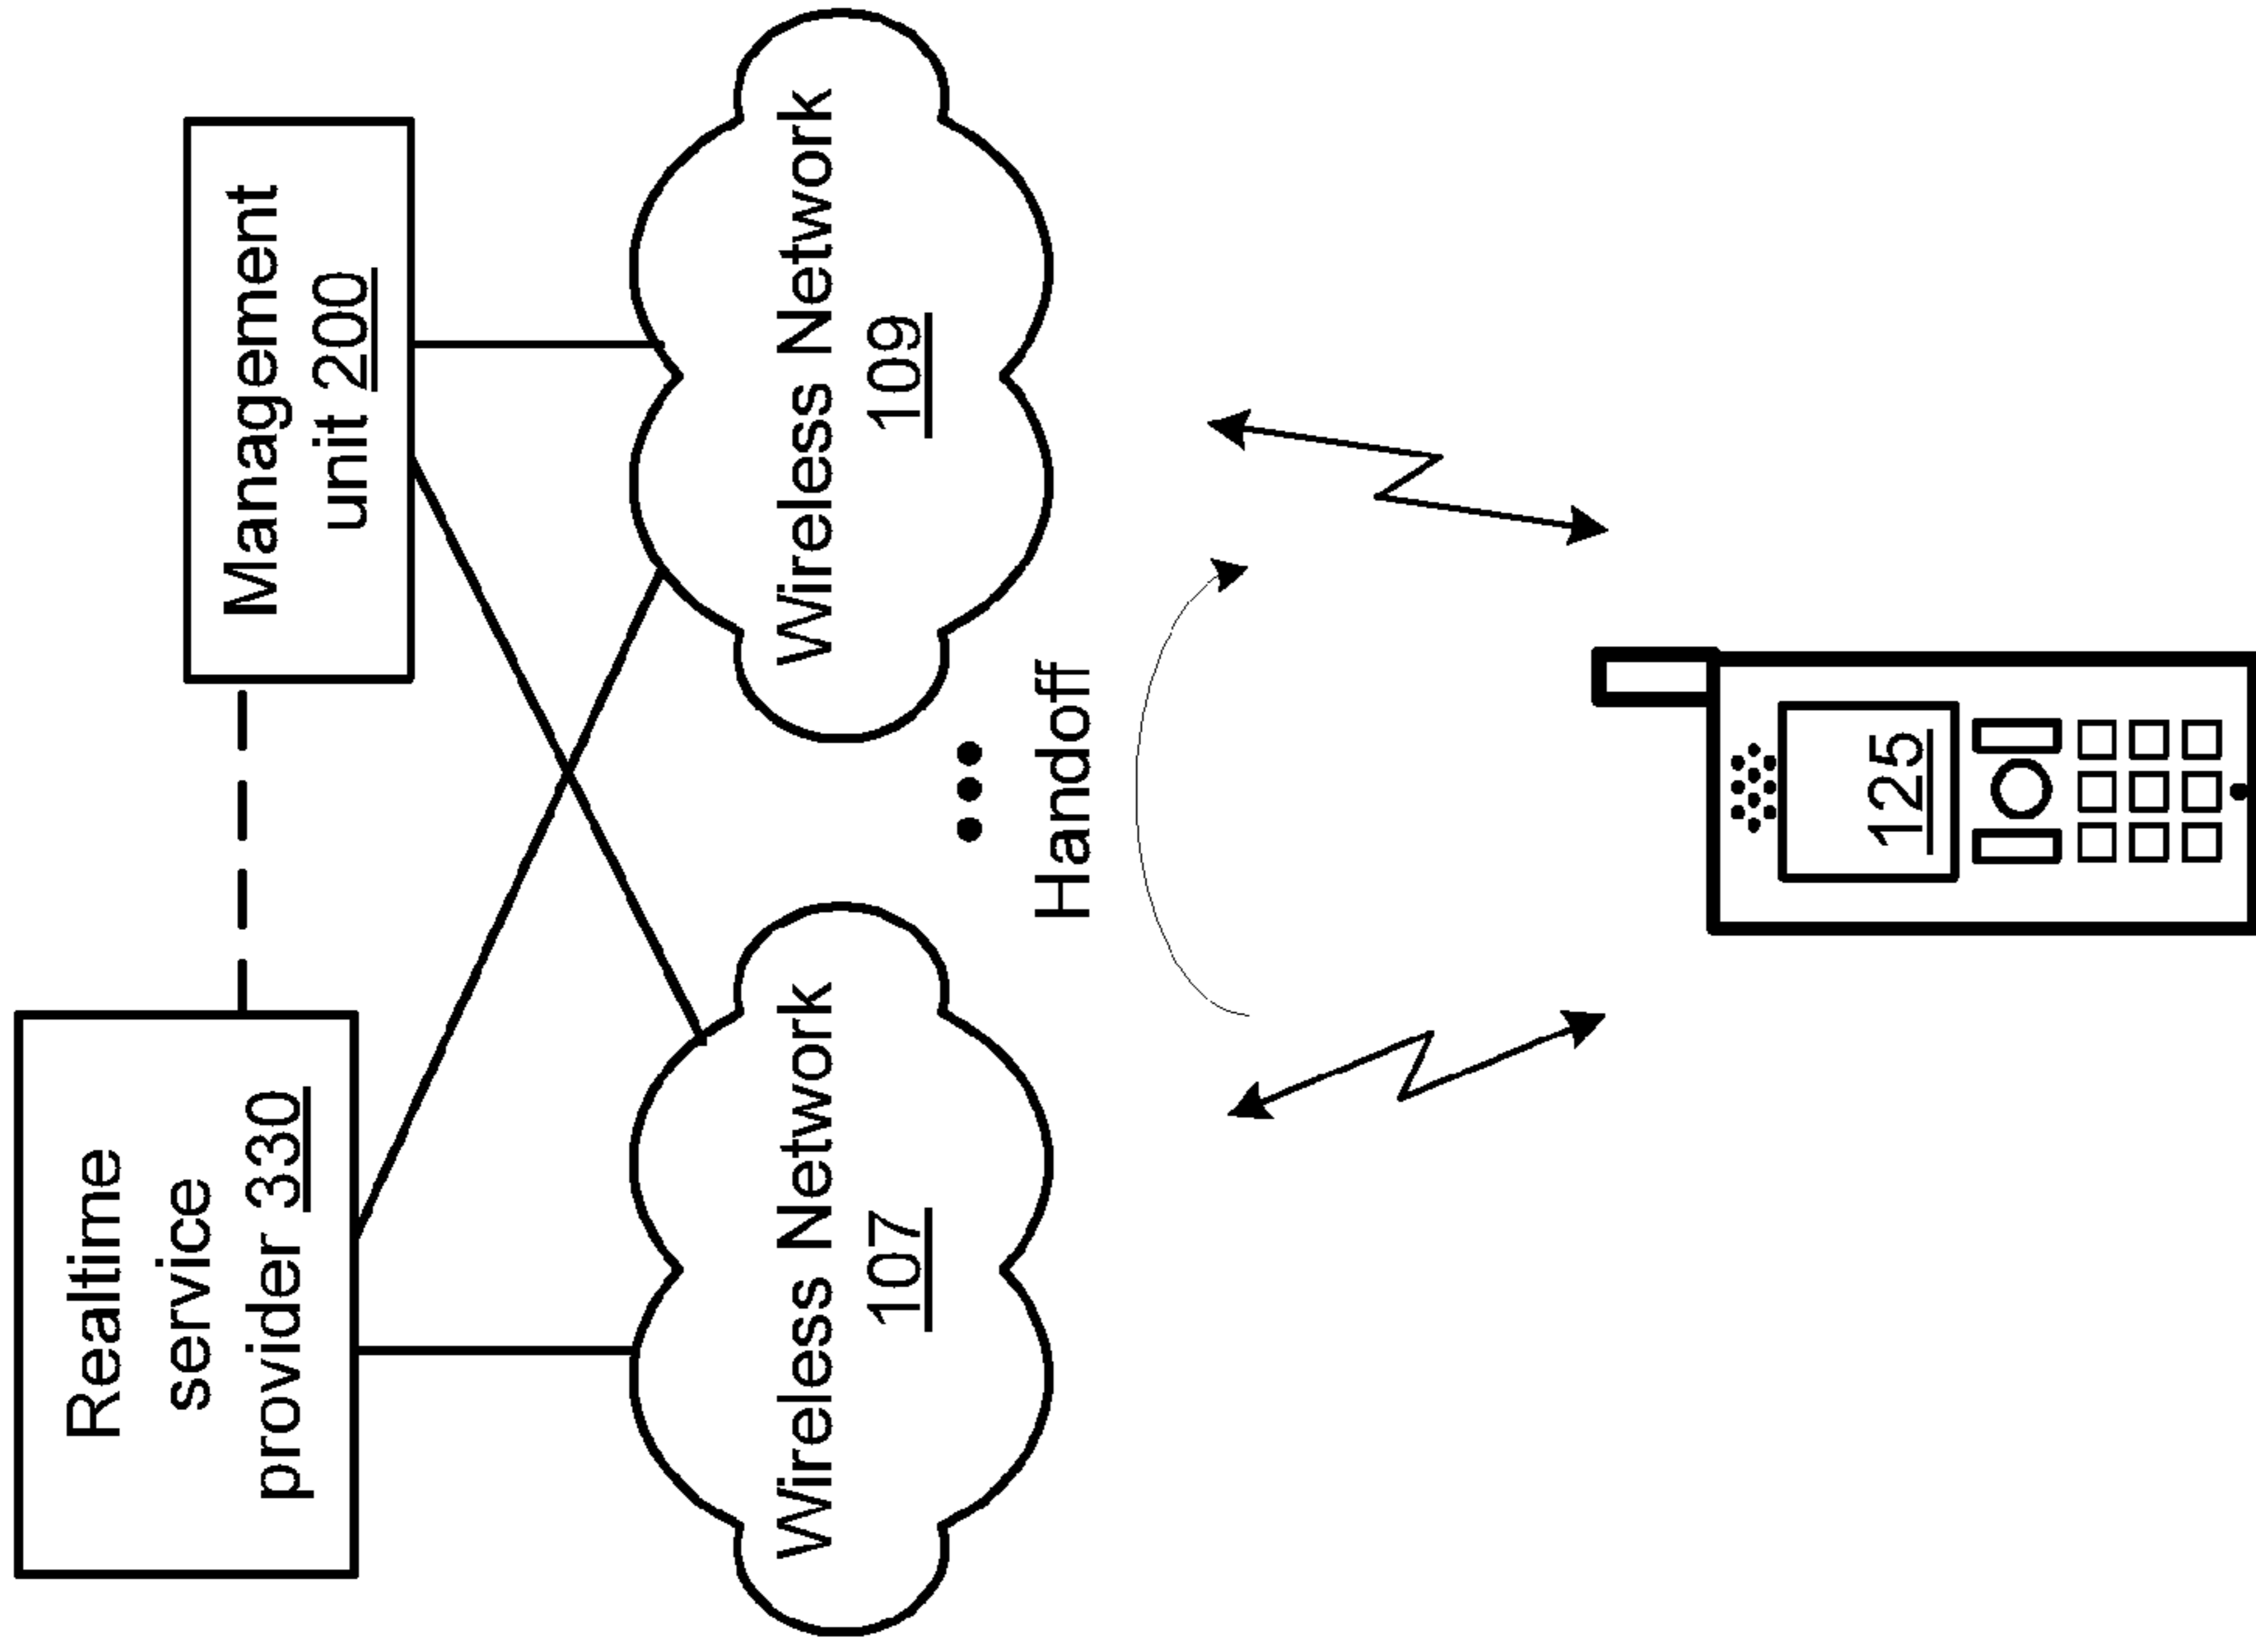 Realtime
service
provider 330
Management
unit 200
Wireless Network
107
Wireless Network
109
Handoff
125